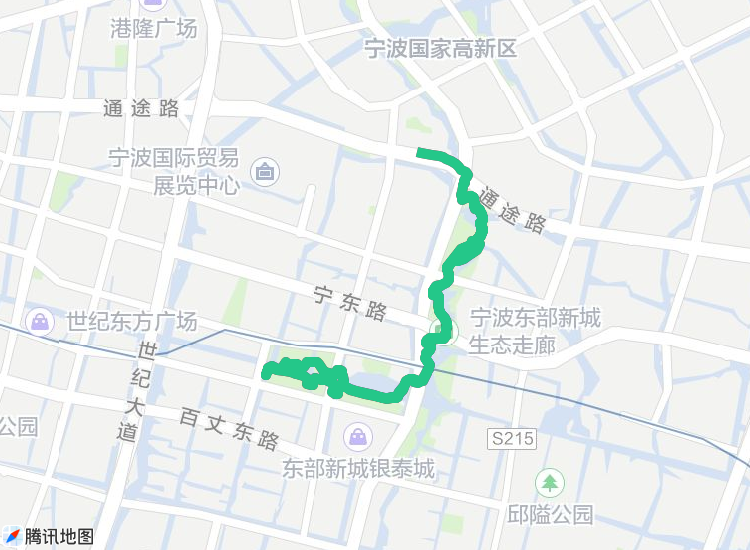 港隆广场
宁波国家高新区
通途路
宁波国际贸易
展览中心
通途路
宁东路
宁波东部新城
生态走廊
世纪东方广场
世纪大道
公园
百丈东路
S215
东部新城银泰城
邱隘公园
腾讯地图